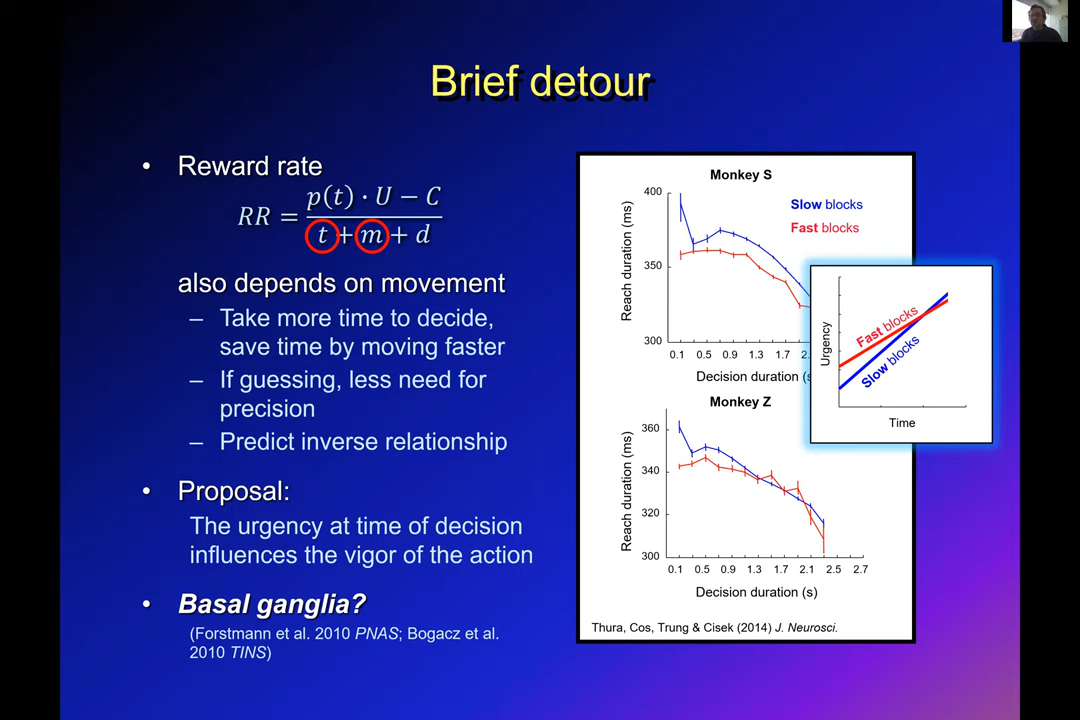 Brief detour
• Reward rate
RR = p(t) · U − C / t + m + d
also depends on movement
– Take more time to decide,
save time by moving faster
– If guessing, less need for
precision
– Predict inverse relationship
• Proposal:
The urgency at time of decision
influences the vigor of the action
• Basal ganglia?
(Forstmann et al. 2010 PNAS; Bogacz et al.
2010 TINS)
Monkey S
Slow blocks
Fast blocks
Reach duration (ms)
400
350
300
0.1 0.5 0.9 1.3 1.7 2.
Decision duration (s
Urgency
Fast blocks
Slow blocks
Time
Monkey Z
Reach duration (ms)
360
340
320
300
0.1 0.5 0.9 1.3 1.7 2.1 2.5 2.7
Decision duration (s)
Thura, Cos, Trung & Cisek (2014) J. Neurosci.